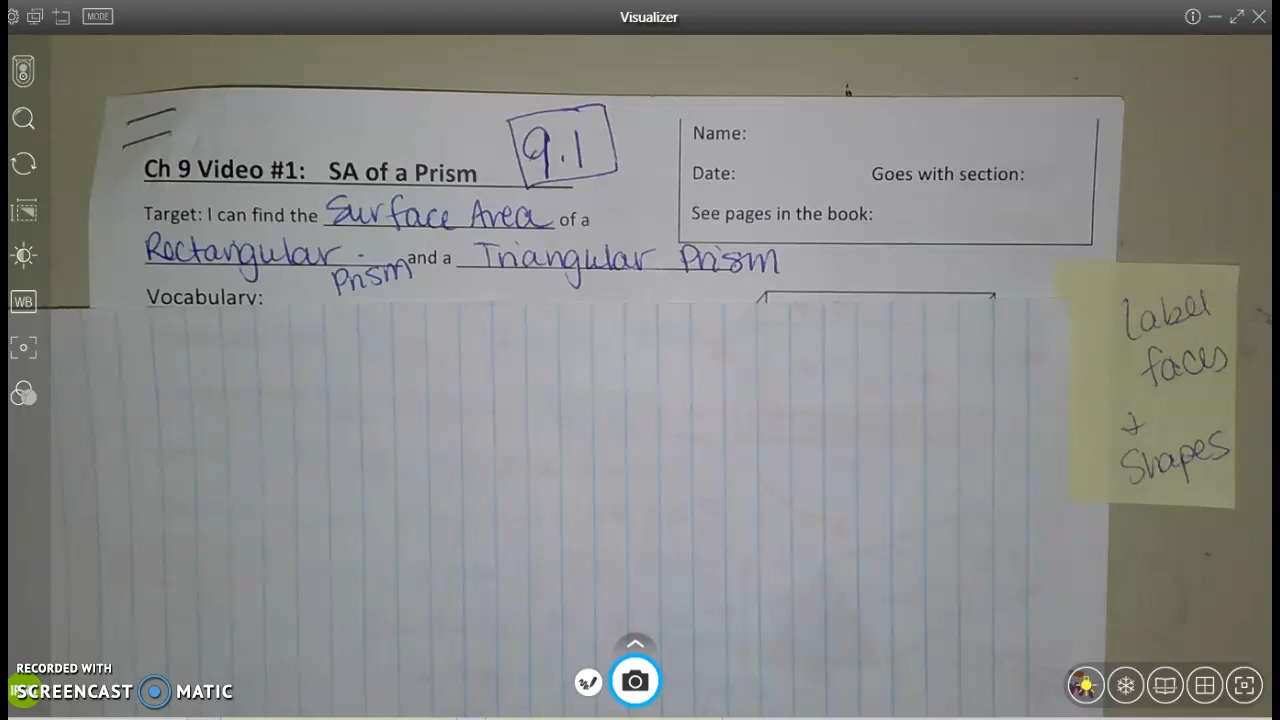 Visualizer
MODE
9.1
Ch 9 Video #1: SA of a Prism
Name:
Date: Goes with section:
See pages in the book:
Target: I can find the Surface Area of a
Rectangular Prism and a Triangular Prism
Vocabulary:
label
faces
+
Shapes
WB
RECORDED WITH
SCREENCAST MATIC